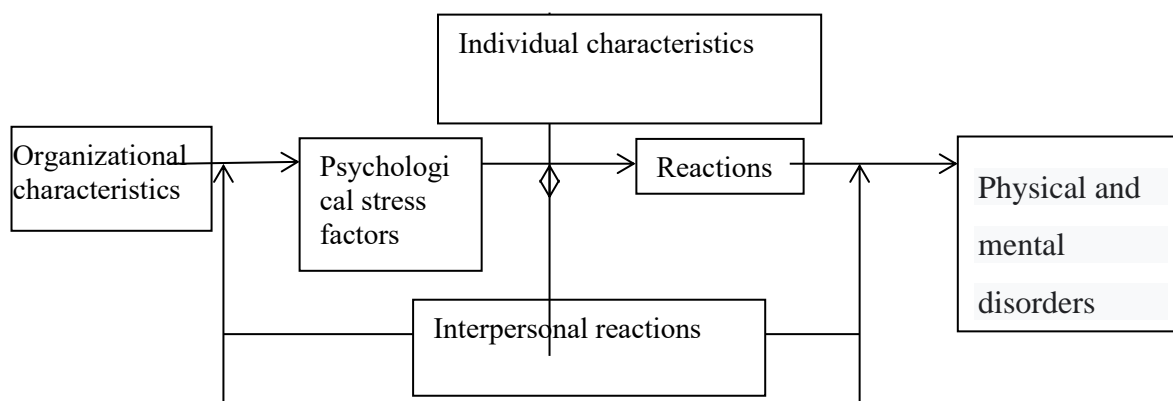 Individual characteristics
Organizational
characteristics
Psychologi
cal stress
factors
Reactions
Physical and
mental
disorders
Interpersonal reactions